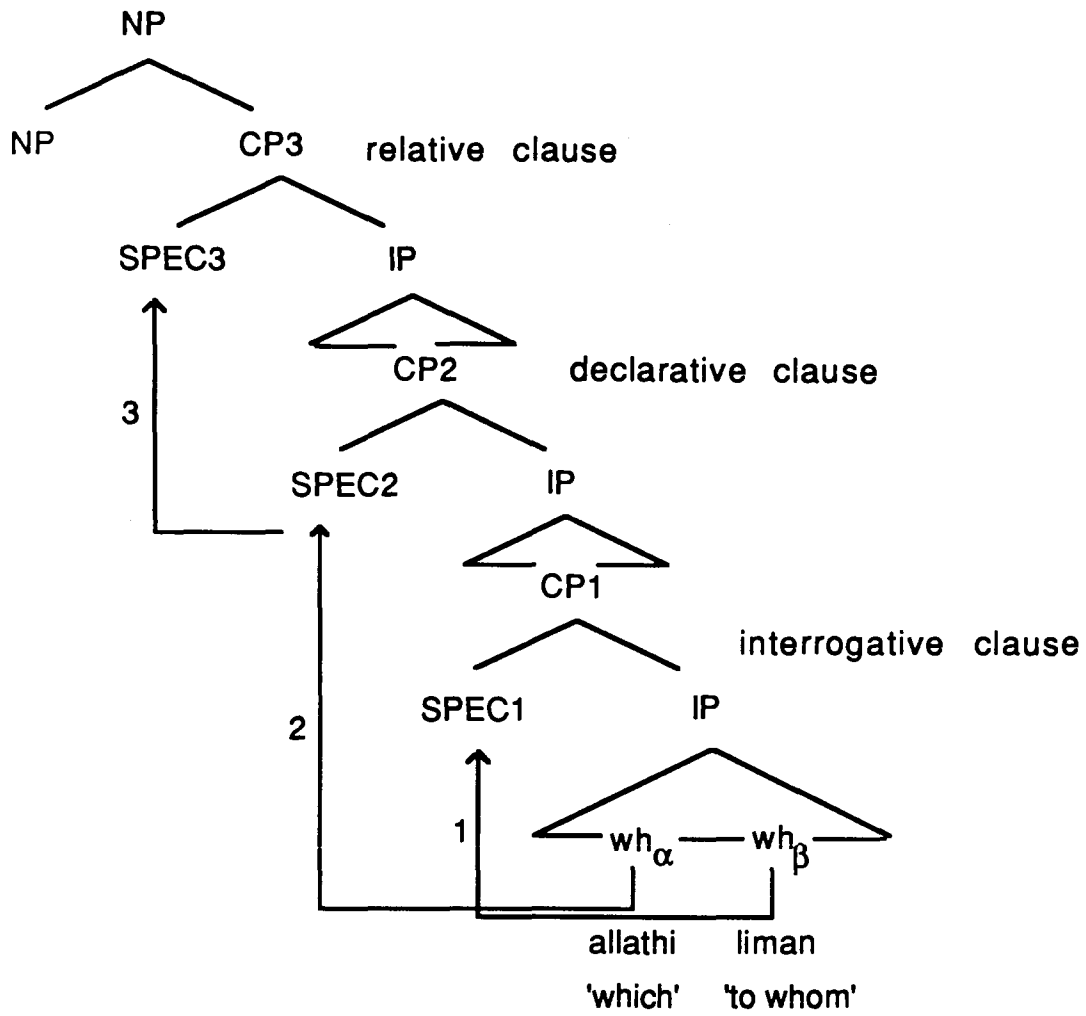 NP
NP CP3 relative clause
SPEC3 IP
CP2 declarative clause
3
SPEC2 IP
CP1
interrogative clause
SPEC1 IP
2
1 whα whβ
allathi liman
'which' 'to whom'